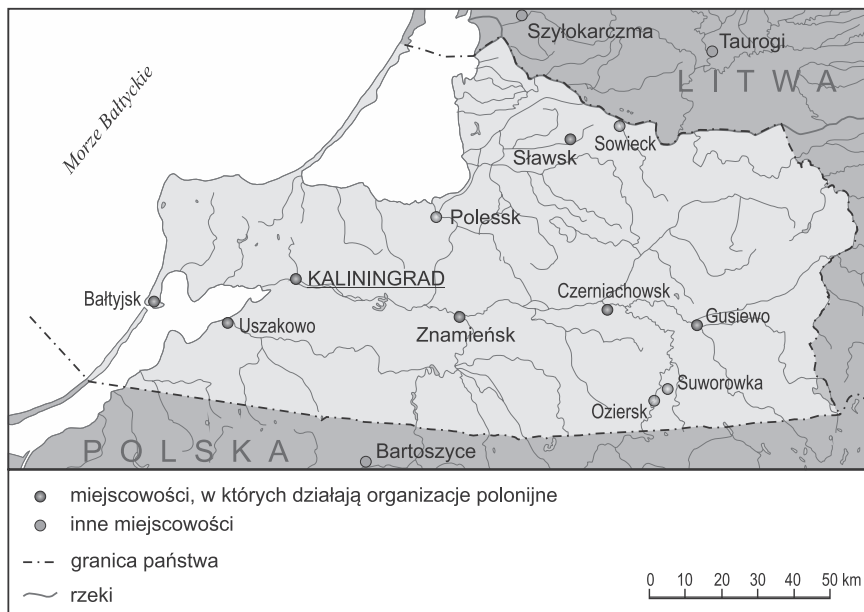 Szyłokarczma
Taurogi
LITWA
Morze Bałtyckie
Sławsk
Sowieck
Polessk
KALININGRAD
Bałtyjsk
Uszakowo
Znamieńsk
Czerniachowsk
Gusiewo
Suworowka
Oziersk
POLSKA
Bartoszyce
miejscowości, w których działają organizacje polonijne
inne miejscowości
granica państwa
rzeki
0 10 20 30 40 50 km